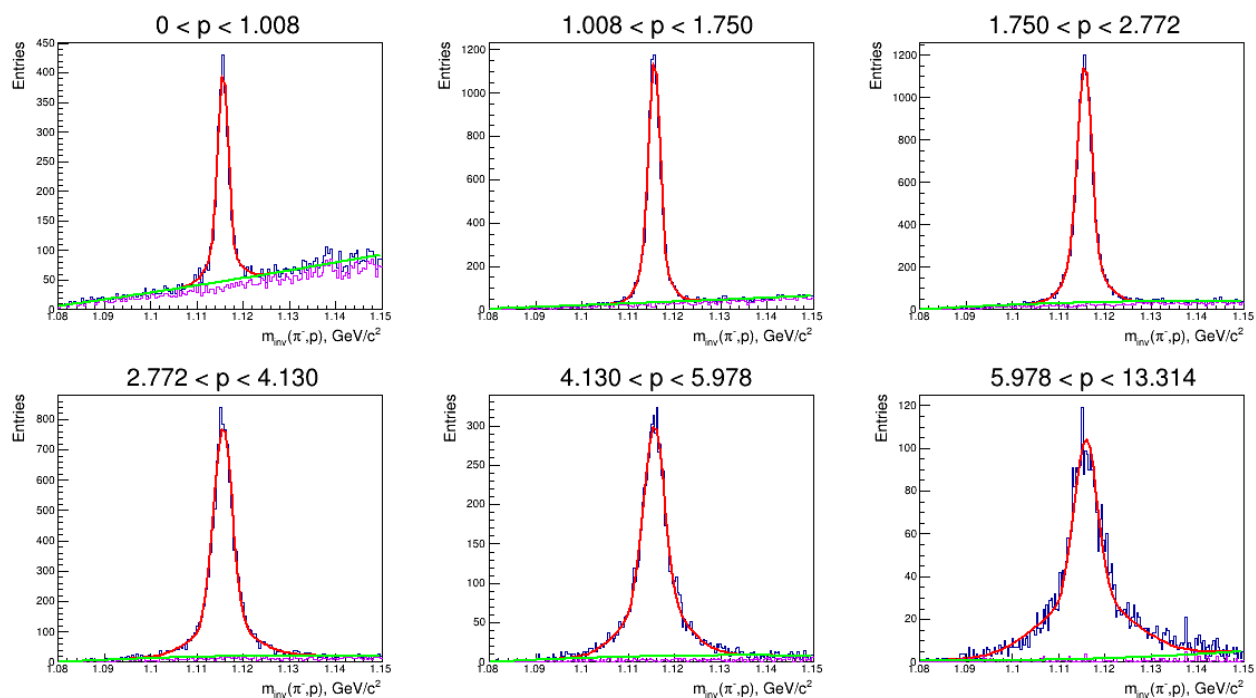 0 < p < 1.008
Entries
450
400
350
300
250
200
150
100
50
0
1.08 1.09 1.1 1.11 1.12 1.13 1.14 1.15
m_inv(π⁻,p), GeV/c²
1.008 < p < 1.750
Entries
1200
1000
800
600
400
200
0
1.08 1.09 1.1 1.11 1.12 1.13 1.14 1.15
m_inv(π⁻,p), GeV/c²
1.750 < p < 2.772
Entries
1200
1000
800
600
400
200
0
1.08 1.09 1.1 1.11 1.12 1.13 1.14 1.15
m_inv(π⁻,p), GeV/c²
2.772 < p < 4.130
Entries
800
700
600
500
400
300
200
100
0
1.08 1.09 1.1 1.11 1.12 1.13 1.14 1.15
m_inv(π⁻,p), GeV/c²
4.130 < p < 5.978
Entries
300
250
200
150
100
50
0
1.08 1.09 1.1 1.11 1.12 1.13 1.14 1.15
m_inv(π⁻,p), GeV/c²
5.978 < p < 13.314
Entries
120
100
80
60
40
20
0
1.08 1.09 1.1 1.11 1.12 1.13 1.14 1.15
m_inv(π⁻,p), GeV/c²